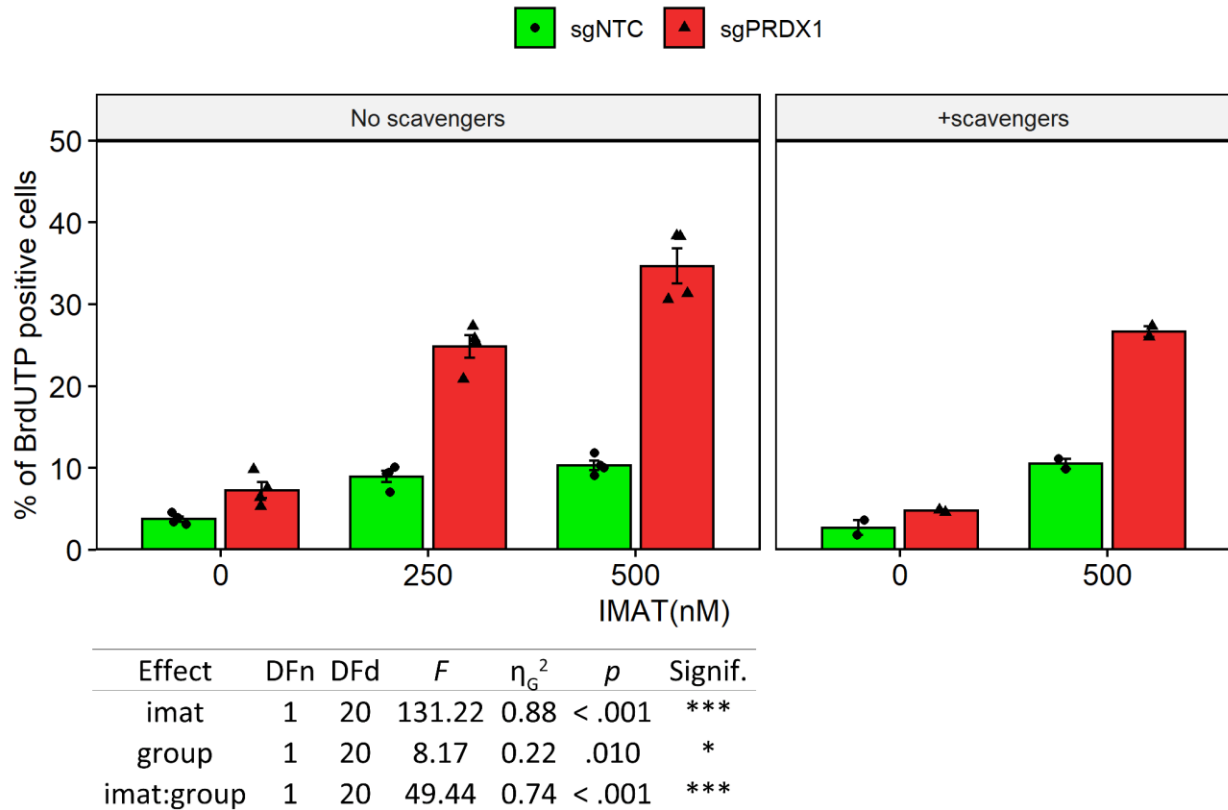 sgNTC sgPRDX1
No scavengers +scavengers
% of BrdUTP positive cells
50
40
30
20
10
0
0 250 500 0 500
IMAT(nM)
Effect DFn DFd F ηG² p Signif.
imat 1 20 131.22 0.88 < .001 ***
group 1 20 8.17 0.22 .010 *
imat:group 1 20 49.44 0.74 < .001 ***